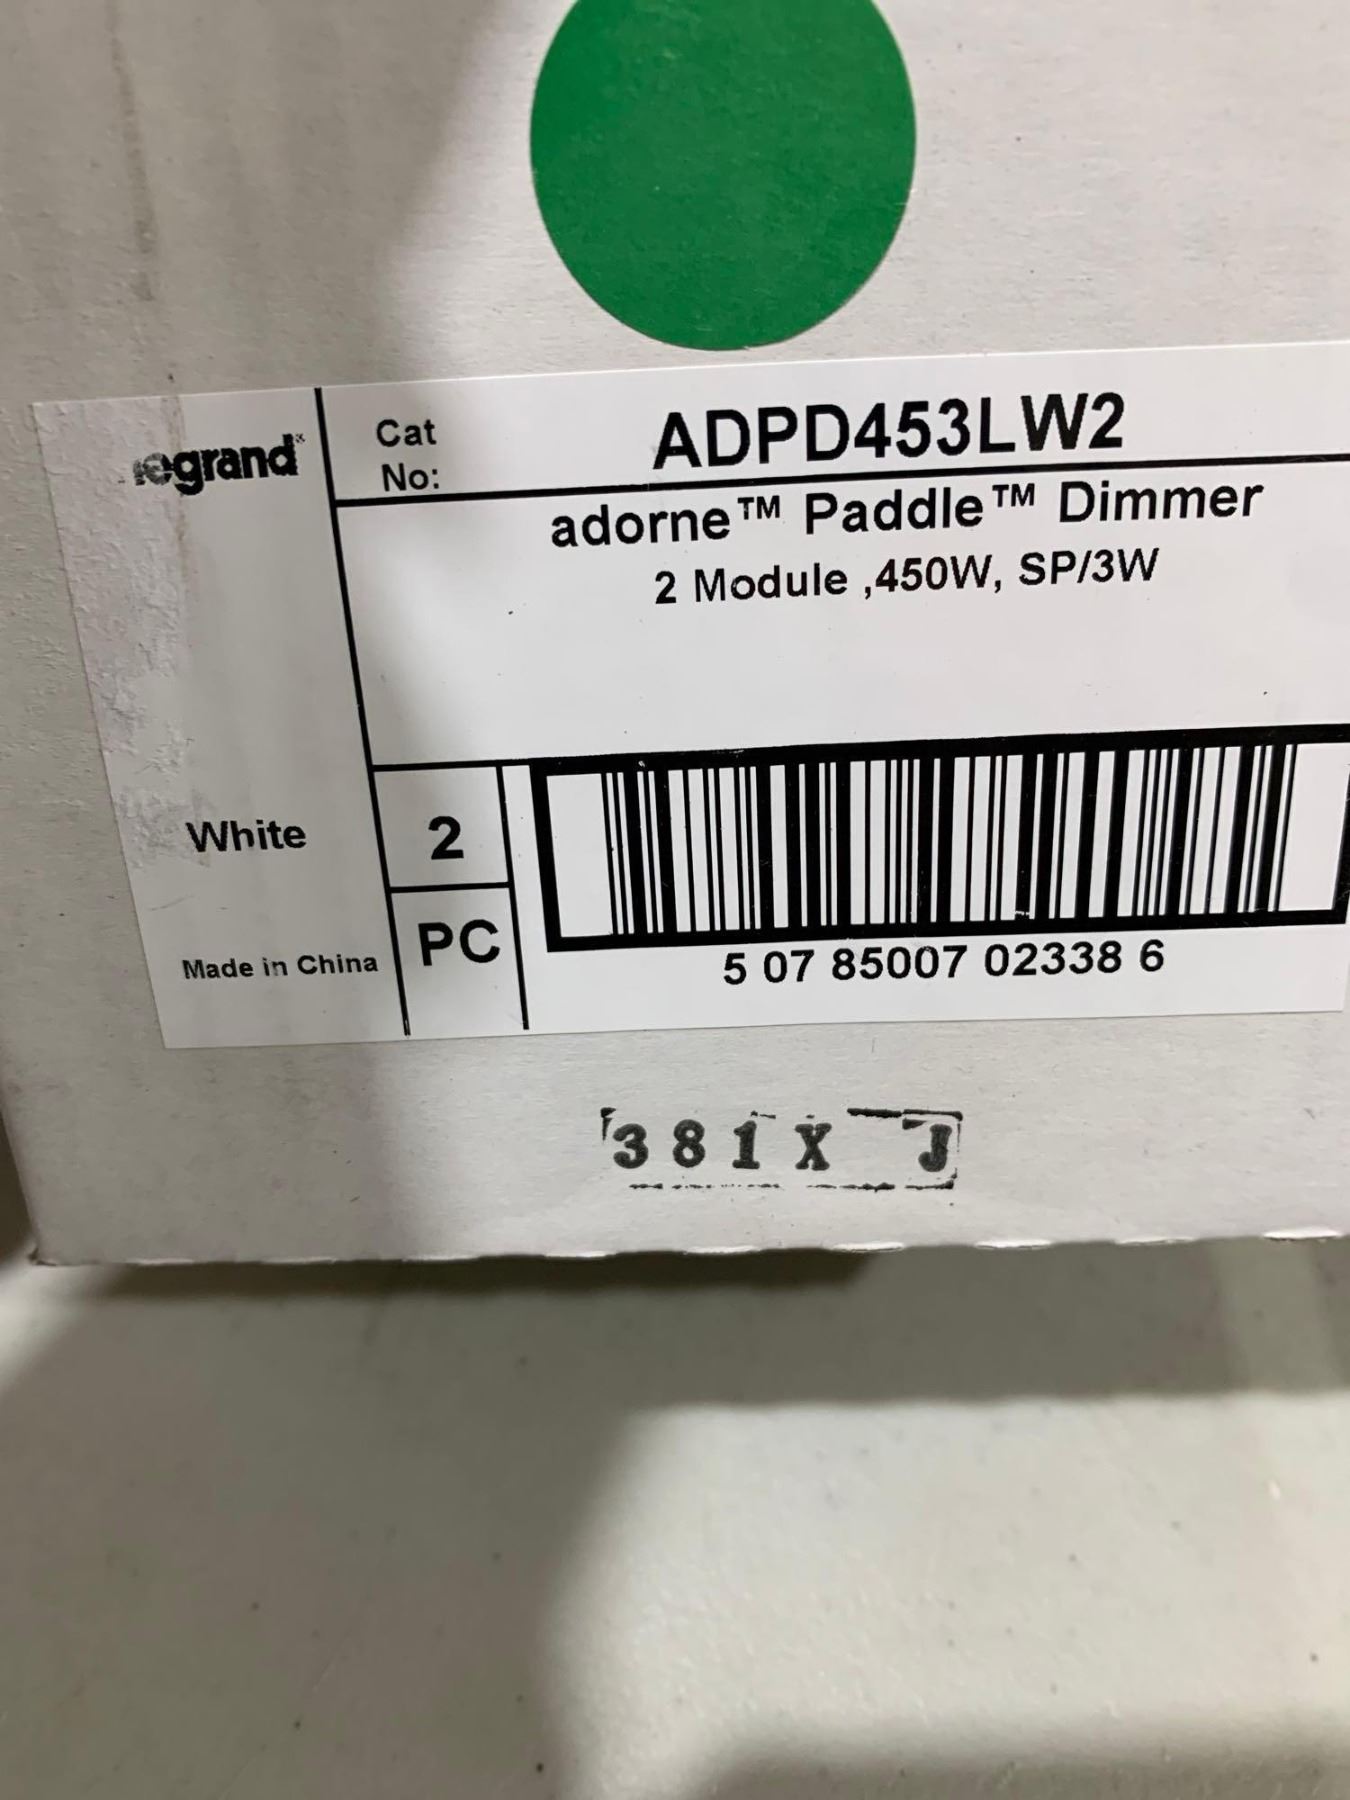 legrand®
Cat No:
ADPD453LW2
adorne™ Paddle™ Dimmer
2 Module ,450W, SP/3W
White
2
PC
Made in China
5 07 85007 02338 6
381X J